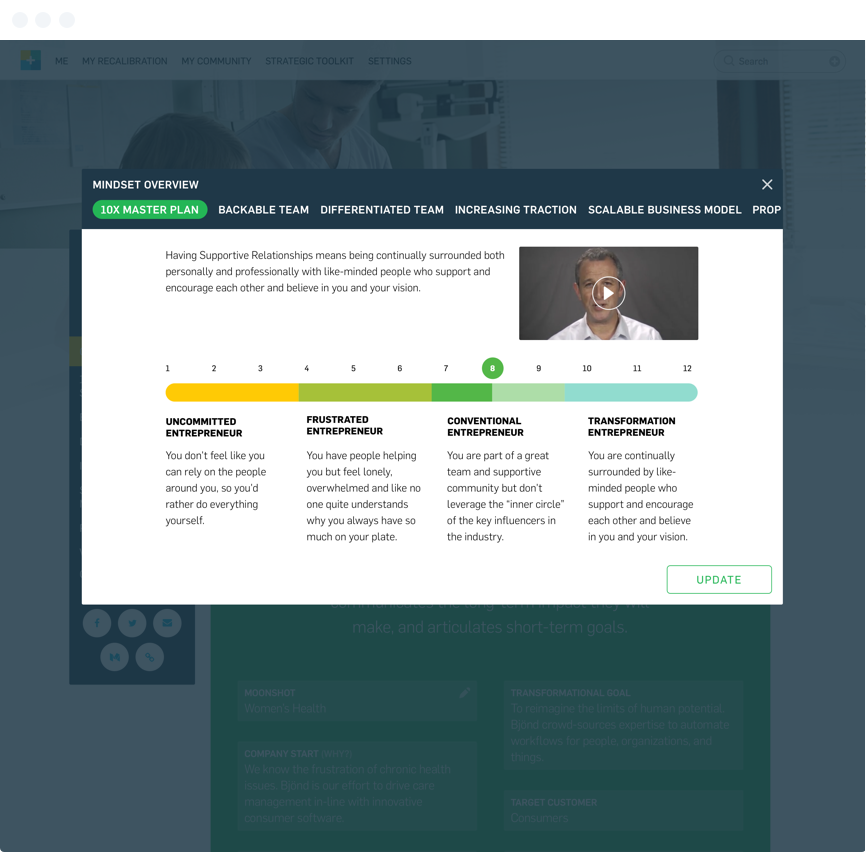 ME MY RECALIBRATION MY COMMUNITY STRATEGIC TOOLKIT SETTINGS
Search
MINDSET OVERVIEW
10X MASTER PLAN BACKABLE TEAM DIFFERENTIATED TEAM INCREASING TRACTION SCALABLE BUSINESS MODEL PROP
Having Supportive Relationships means being continually surrounded both
personally and professionally with like-minded people who support and
encourage each other and believe in you and your vision.
1 2 3 4 5 6 7 8 9 10 11 12
UNCOMMITTED
ENTREPRENEUR
You don't feel like you
can rely on the people
around you, so you'd
rather do everything
yourself.
FRUSTRATED
ENTREPRENEUR
You have people helping
you but feel lonely,
overwhelmed and like no
one quite understands
why you always have so
much on your plate.
CONVENTIONAL
ENTREPRENEUR
You are part of a great
team and supportive
community but don't
leverage the “inner circle”
of the key influencers in
the industry.
TRANSFORMATION
ENTREPRENEUR
You are continually
surrounded by like-
minded people who
support and encourage
each other and believe
in you and your vision.
UPDATE
communicates the long-term impact they will
make, and articulates short-term goals.
MOONSHOT
Women's Health
COMPANY START
We know the frustration of chronic health
issues. Bjünd is our effort to drive care
management in-line with innovative
consumer software.
TRANSFORMATIONAL GOAL
To reimagine the limits of human potential.
Bjünd crowd-sources expertise to automate
workflows for people, organizations, and
things.
TARGET CUSTOMER
Consumers